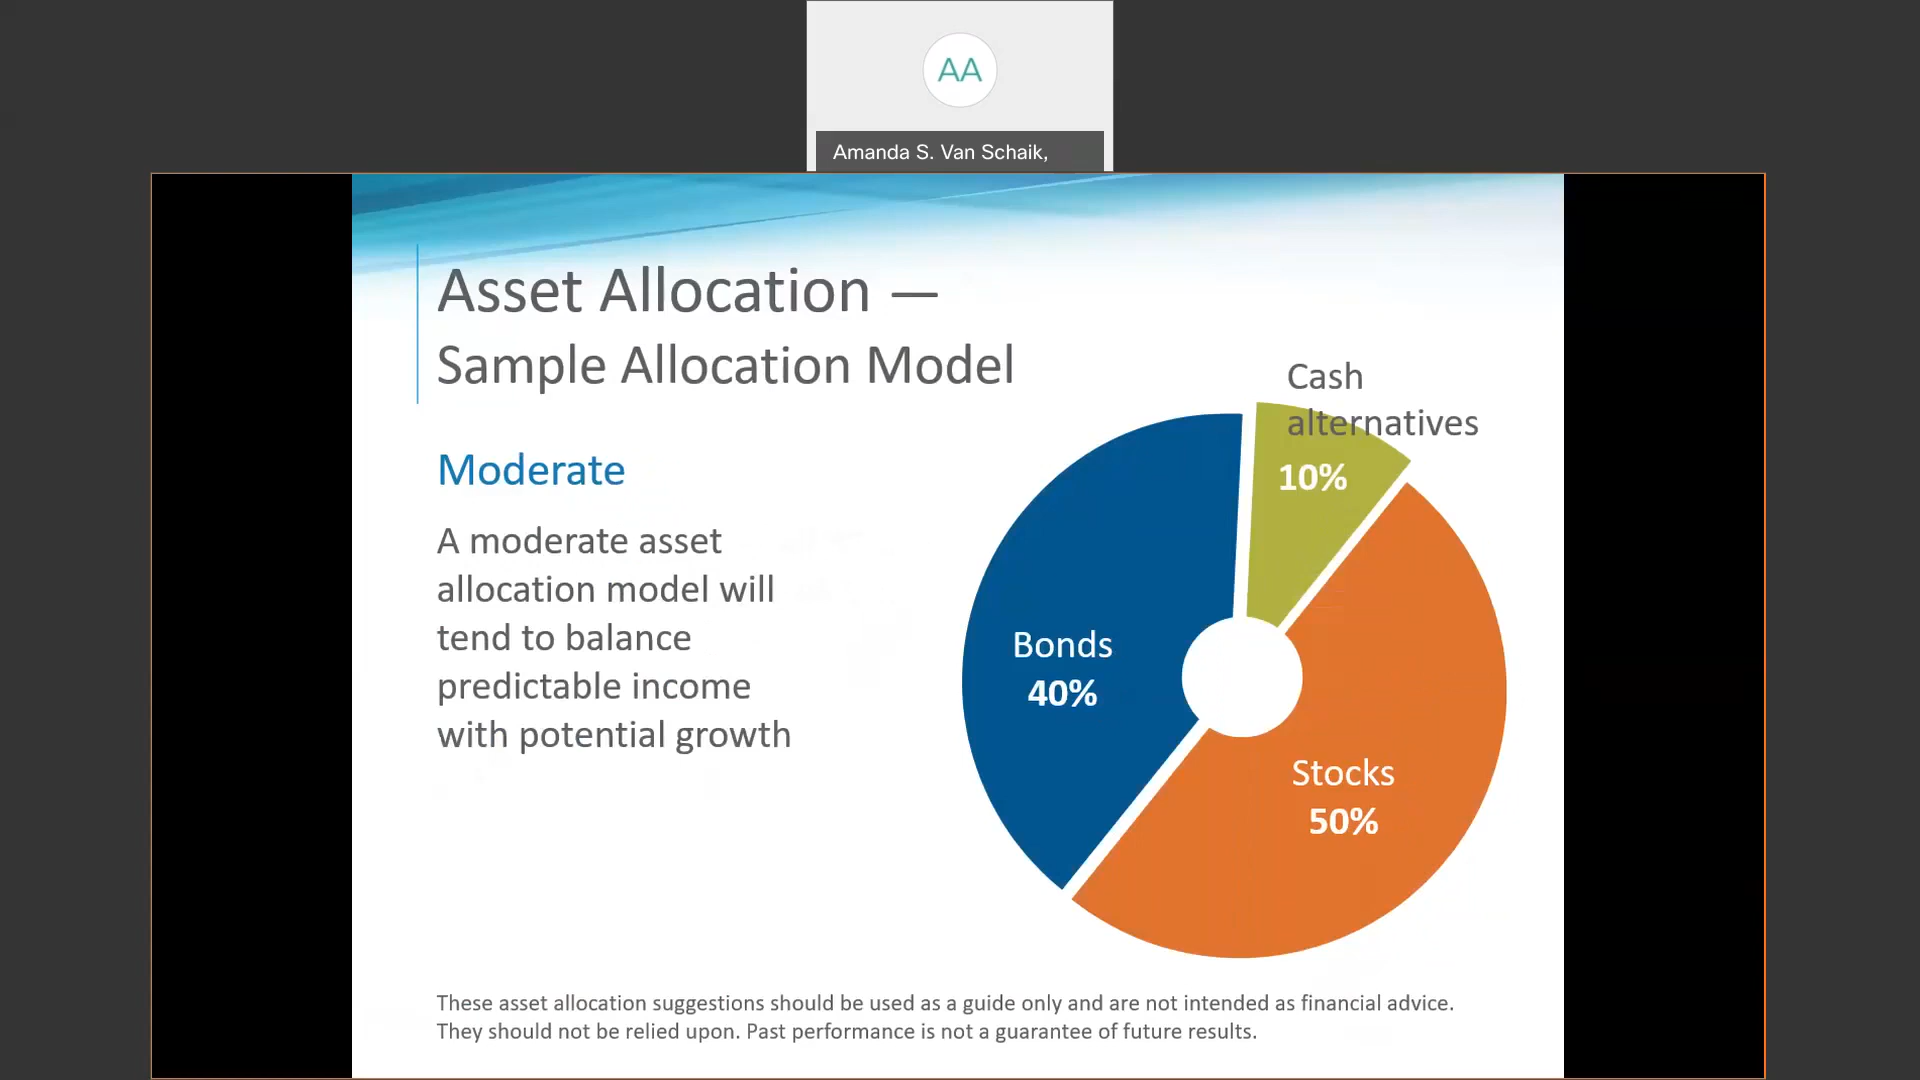 AA
Amanda S. Van Schaik,
Asset Allocation —
Sample Allocation Model
Moderate
A moderate asset
allocation model will
tend to balance
predictable income
with potential growth
Cash
alternatives
10%
Bonds
40%
Stocks
50%
These asset allocation suggestions should be used as a guide only and are not intended as financial advice.
They should not be relied upon. Past performance is not a guarantee of future results.